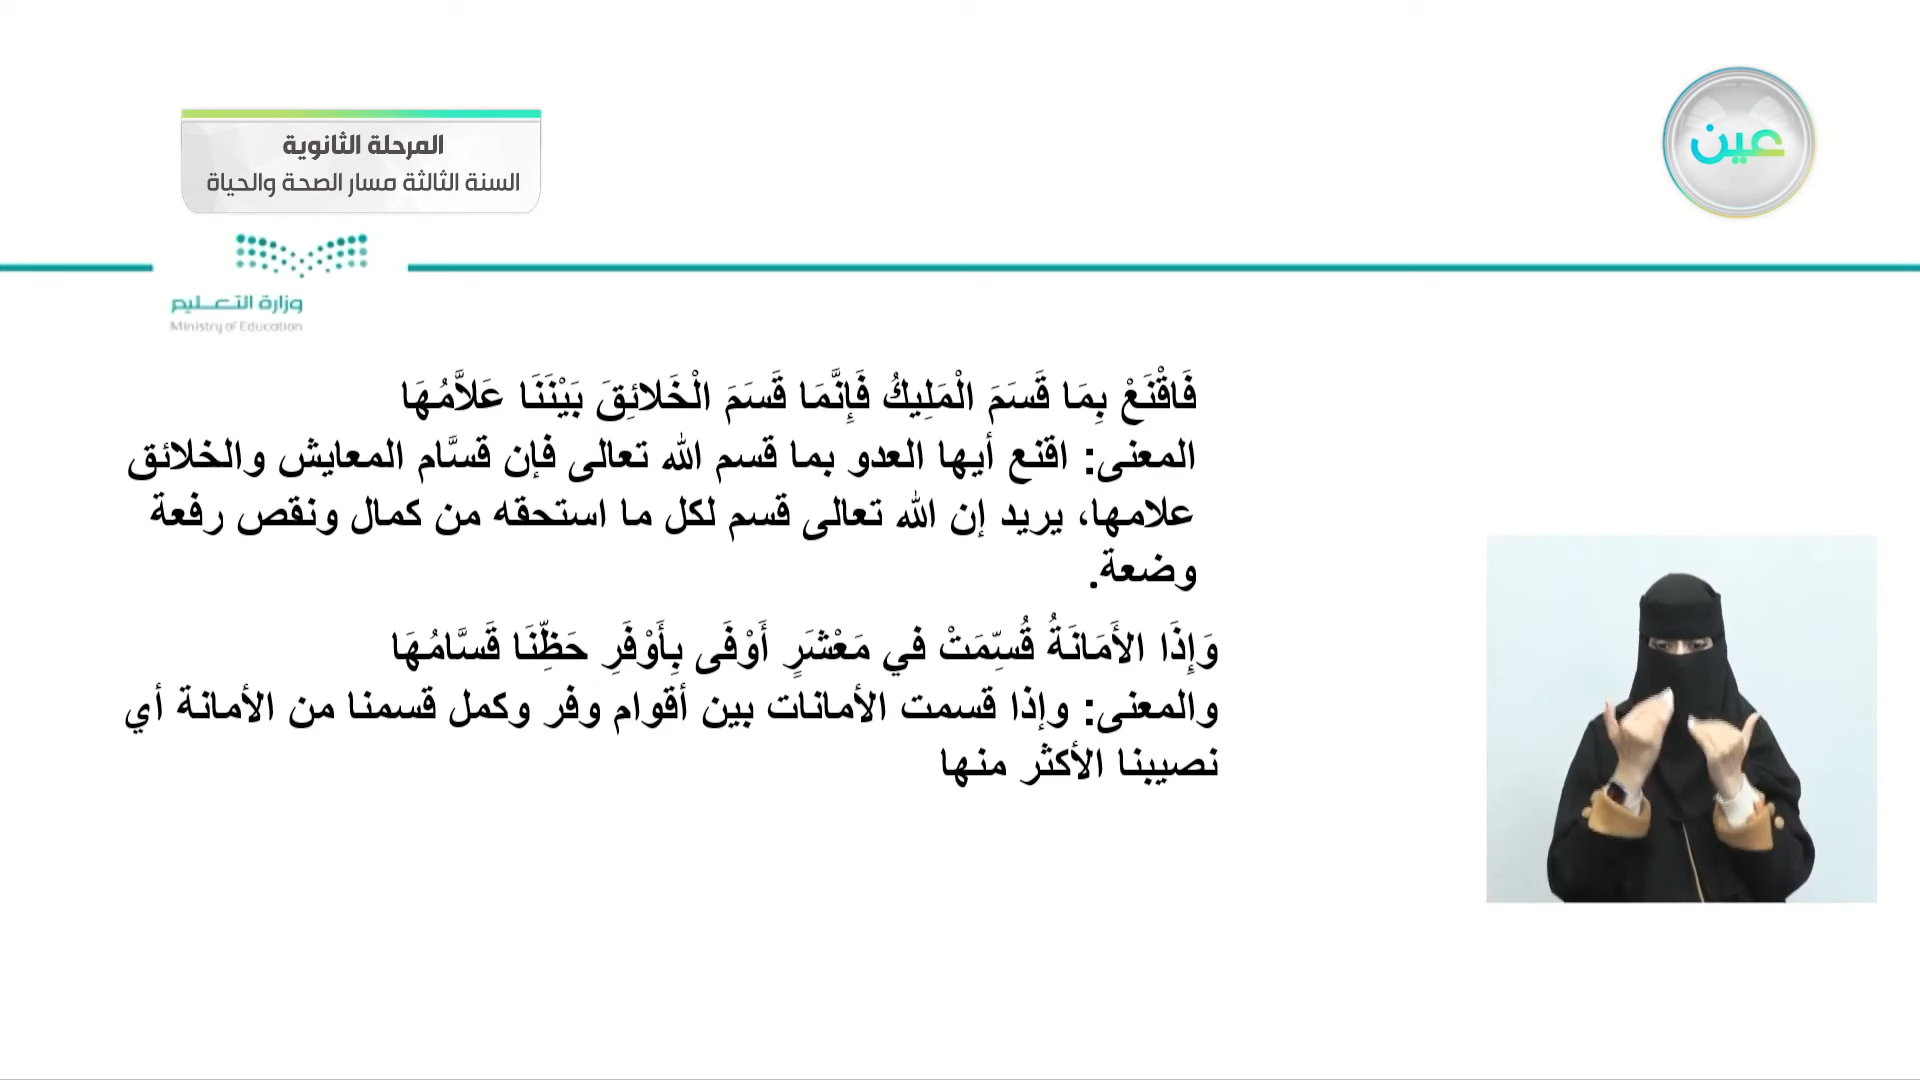 المرحلة الثانوية
السنة الثالثة مسار الصحة والحياة
عين
وزارة التعليم
Ministry of Education
فَاقْنَعْ بِمَا قَسَمَ الْمَلِيكُ فَإِنَّمَا قَسَمَ الْخَلائِقَ بَيْنَنَا عَلاَّمُهَا
المعنى: اقنع أيها العدو بما قسم الله تعالى فإن قسَّام المعايش والخلائق
علامها، يريد إن الله تعالى قسم لكل ما استحقه من كمال ونقص رفعة
وضعة.
وَإِذَا الأَمَانَةُ قُسِّمَتْ في مَعْشَرٍ أَوْفَى بِأَوْفَرِ حَظِّنَا قَسَّامُهَا
والمعنى: وإذا قسمت الأمانات بين أقوام وفر وكمل قسمنا من الأمانة أي
نصيبنا الأكثر منها